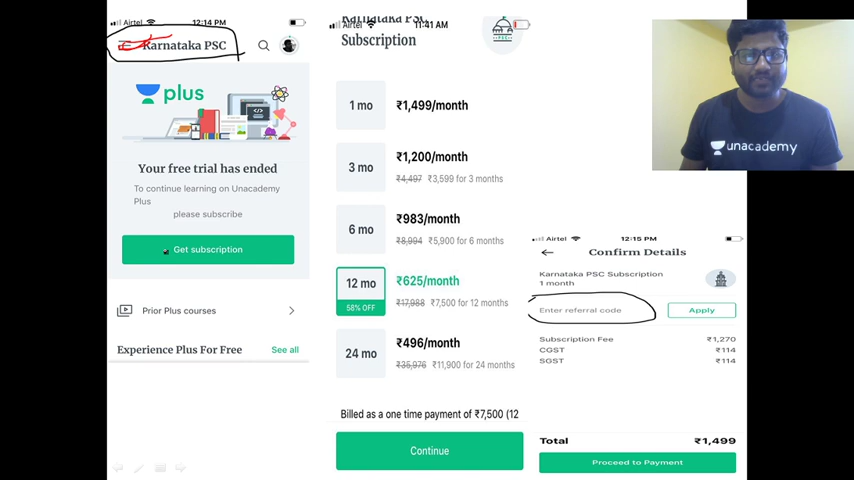 Airtel 12:14 PM
Karnataka PSC
plus
Your free trial has ended
To continue learning on Unacademy
Plus
please subscribe
Get subscription
Prior Plus courses
Experience Plus For Free See all
Airtel 11:41 AM
Karnataka PSC
Subscription
PSC
1 mo ₹1,499/month
3 mo ₹1,200/month
₹4,497 ₹3,599 for 3 months
6 mo ₹983/month
₹8,994 ₹5,900 for 6 months
12 mo ₹625/month
58% OFF ₹17,988 ₹7,500 for 12 months
24 mo ₹496/month
₹35,976 ₹11,900 for 24 months
Billed as a one time payment of ₹7,500 (12
Continue
unacademy
Airtel 12:15 PM
Confirm Details
Karnataka PSC Subscription
1 month
Enter referral code Apply
Subscription Fee ₹1,270
CGST ₹114
SGST ₹114
Total ₹1,499
Proceed to Payment